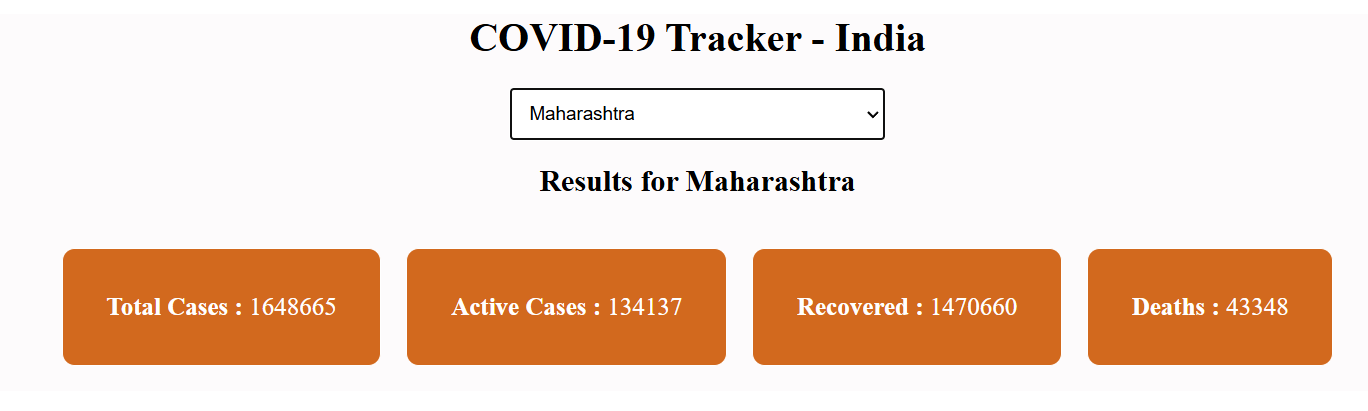 COVID-19 Tracker - India
Maharashtra
Results for Maharashtra
Total Cases : 1648665
Active Cases : 134137
Recovered : 1470660
Deaths : 43348